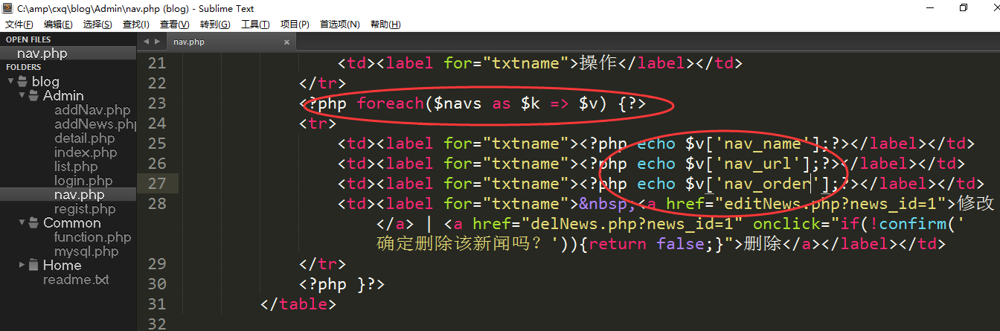 C:\amp\cxq\blog\Admin\nav.php (blog) - Sublime Text
文件(F) 编辑(E) 选择(S) 查找(I) 查看(V) 转到(G) 工具(T) 项目(P) 首选项(N) 帮助(H)
OPEN FILES
nav.php
FOLDERS
blog
Admin
addNav.php
addNews.php
detail.php
index.php
list.php
login.php
nav.php
regist.php
Common
function.php
mysql.php
Home
readme.txt
nav.php
21 <td><label for="txtname">操作</label></td>
22 </tr>
23 <?php foreach($navs as $k => $v) {?>
24 <tr>
25 <td><label for="txtname"><?php echo $v['nav_name'];?></label></td>
26 <td><label for="txtname"><?php echo $v['nav_url'];?></label></td>
27 <td><label for="txtname"><?php echo $v['nav_order'];?></label></td>
28 <td><label for="txtname">&nbsp;<a href="editNews.php?news_id=1">修改
</a> | <a href="delNews.php?news_id=1" onclick="if(!confirm('
确定删除该新闻吗？')){return false;}">删除</a></label></td>
29 </tr>
30 <?php }?>
31 </table>
32